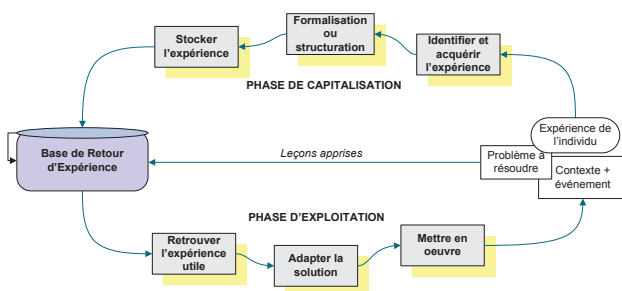 Formalisation
ou
structuration
Stocker
l'expérience
Identifier et
acquérir
l'expérience
PHASE DE CAPITALISATION
Expérience de
l'individu
Base de Retour
d'Expérience
Leçons apprises
Problème à
résoudre
Contexte +
événement
PHASE D'EXPLOITATION
Retrouver
l'expérience
utile
Adapter la
solution
Mettre en
oeuvre